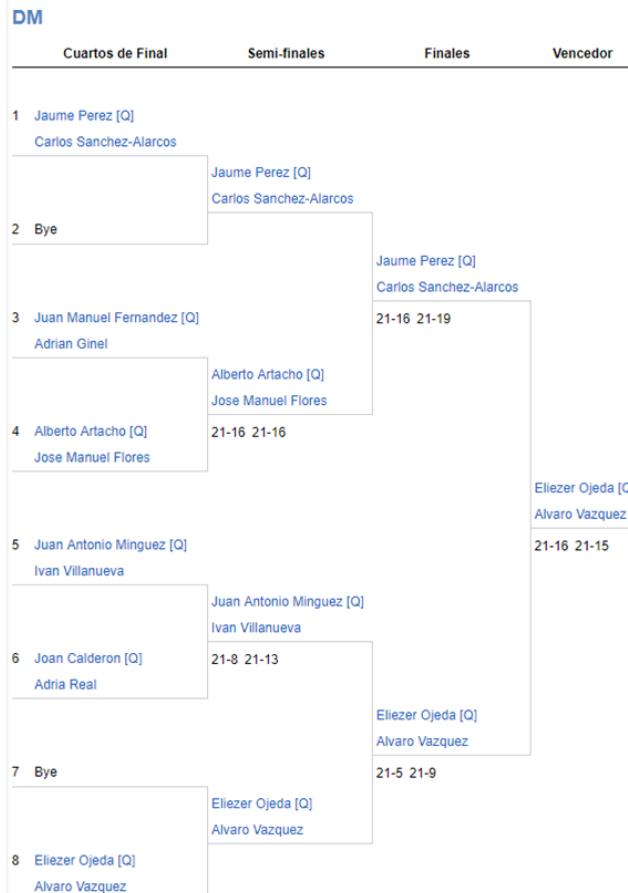 DM
Cuartos de Final Semi-finales Finales Vencedor
1 Jaume Perez [Q]
Carlos Sanchez-Alarcos
Jaume Perez [Q]
Carlos Sanchez-Alarcos
2 Bye
Jaume Perez [Q]
Carlos Sanchez-Alarcos
3 Juan Manuel Fernandez [Q] 21-16 21-19
Adrian Ginel
Alberto Artacho [Q]
Jose Manuel Flores
4 Alberto Artacho [Q] 21-16 21-16
Jose Manuel Flores
Eliezer Ojeda [Q
Alvaro Vazquez
5 Juan Antonio Minguez [Q] 21-16 21-15
Ivan Villanueva
Juan Antonio Minguez [Q]
Ivan Villanueva
6 Joan Calderon [Q] 21-8 21-13
Adria Real
Eliezer Ojeda [Q]
Alvaro Vazquez
7 Bye 21-5 21-9
Eliezer Ojeda [Q]
Alvaro Vazquez
8 Eliezer Ojeda [Q]
Alvaro Vazquez